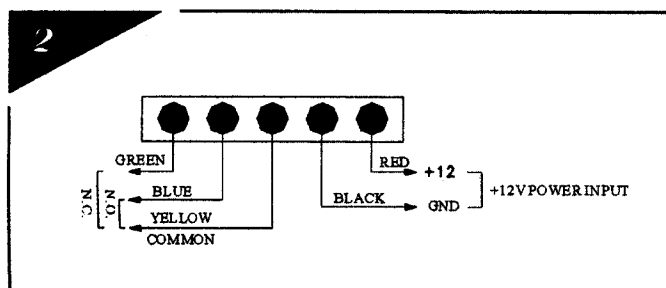 2
GREEN
RED
+12
BLUE
BLACK
GND
+12V POWER INPUT
YELLOW
COMMON
N.C.
N.O.